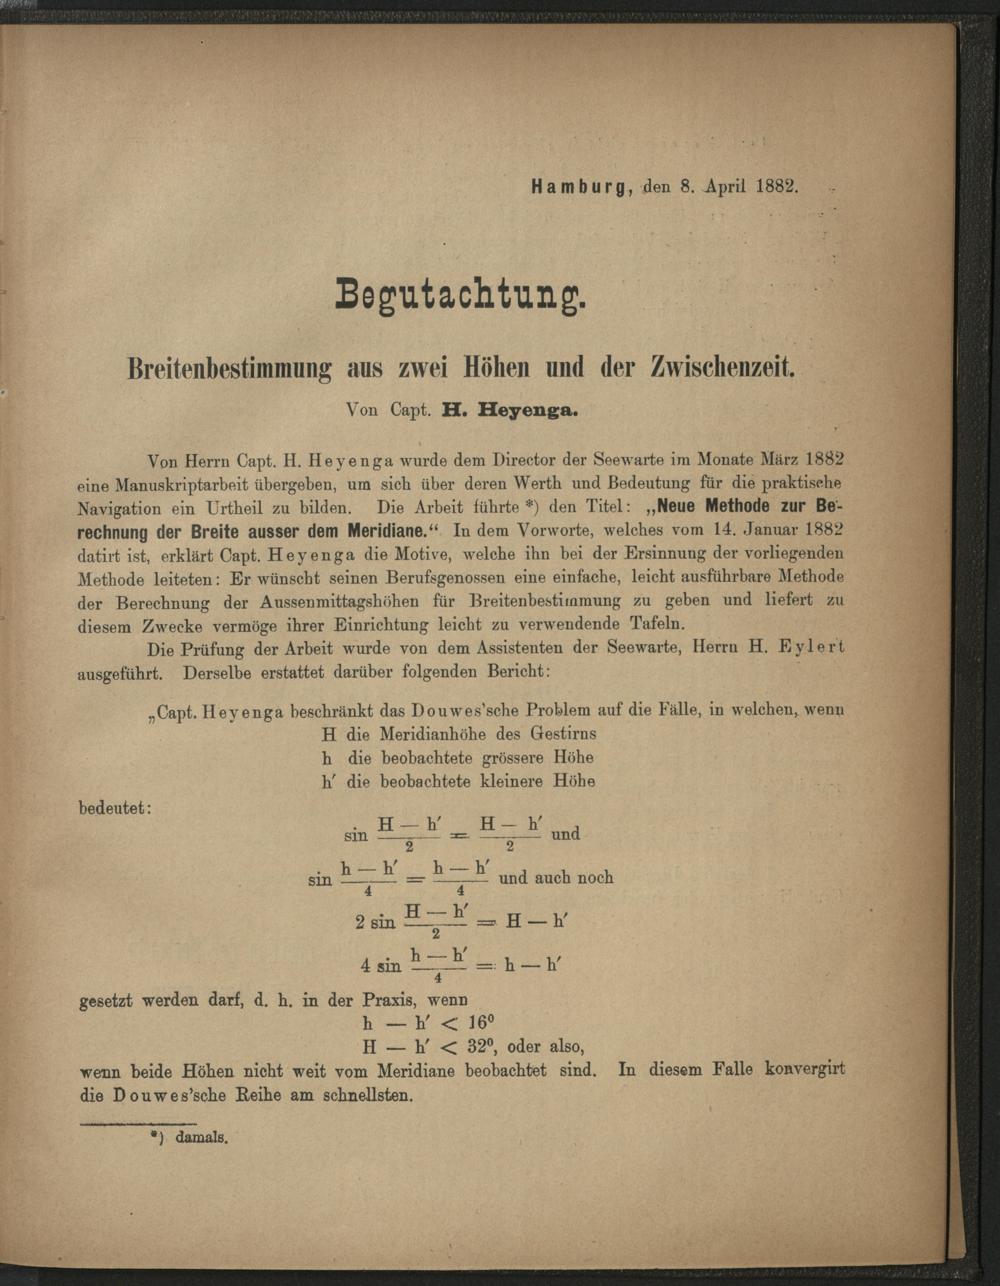 Hamburg, den 8. April 1882.
Begutachtung.
Breitenbestimmung aus zwei Höhen und der Zwischenzeit.
Von Capt. H. Heyenga.
Von Herrn Capt. H. Heyenga wurde dem Director der Seewarte im Monate März 1882
eine Manuskriptarbeit übergeben, um sich über deren Werth und Bedeutung für die praktische
Navigation ein Urtheil zu bilden. Die Arbeit führte *) den Titel: „Neue Methode zur Be-
rechnung der Breite ausser dem Meridiane.“ In dem Vorworte, welches vom 14. Januar 1882
datirt ist, erklärt Capt. Heyenga die Motive, welche ihn bei der Ersinnung der vorliegenden
Methode leiteten: Er wünscht seinen Berufsgenossen eine einfache, leicht ausführbare Methode
der Berechnung der Aussenmittagshöhen für Breitenbestimmung zu geben und liefert zu
diesem Zwecke vermöge ihrer Einrichtung leicht zu verwendende Tafeln.
Die Prüfung der Arbeit wurde von dem Assistenten der Seewarte, Herrn H. Eylert
ausgeführt. Derselbe erstattet darüber folgenden Bericht:
„Capt. Heyenga beschränkt das Douwes'sche Problem auf die Fälle, in welchen, wenn
H die Meridianhöhe des Gestirns
h die beobachtete grössere Höhe
h′ die beobachtete kleinere Höhe
bedeutet:
sin (H — h′)/2 = (H — h′)/2 und
sin (h — h′)/4 = (h — h′)/4 und auch noch
2 sin (H — h′)/2 = H — h′
4 sin (h — h′)/4 = h — h′
gesetzt werden darf, d. h. in der Praxis, wenn
h — h′ < 16⁰
H — h′ < 32⁰, oder also,
wenn beide Höhen nicht weit vom Meridiane beobachtet sind. In diesem Falle konvergirt
die Douwes'sche Reihe am schnellsten.
*) damals.